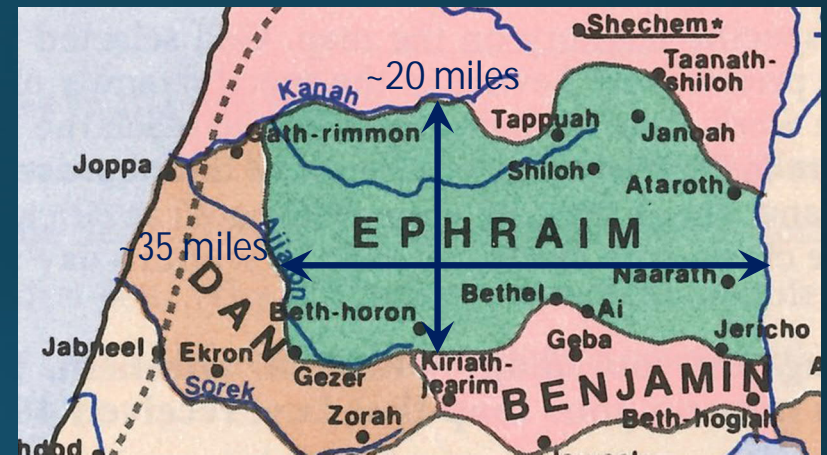 Shechem*
Taanath-
shiloh
~20 miles
Kanah
Gath-rimmon
Tappuah
Janoah
Joppa
Shiloh
Ataroth
EPHRAIM
~35 miles
Aijalon
Naarath
DAN
Bethel
Ai
Beth-horon
Jericho
Geba
Jabneel
Ekron
Gezer
Kiriath-
jearim
BENJAMIN
Sorek
Zorah
Beth-hoglah
hdod